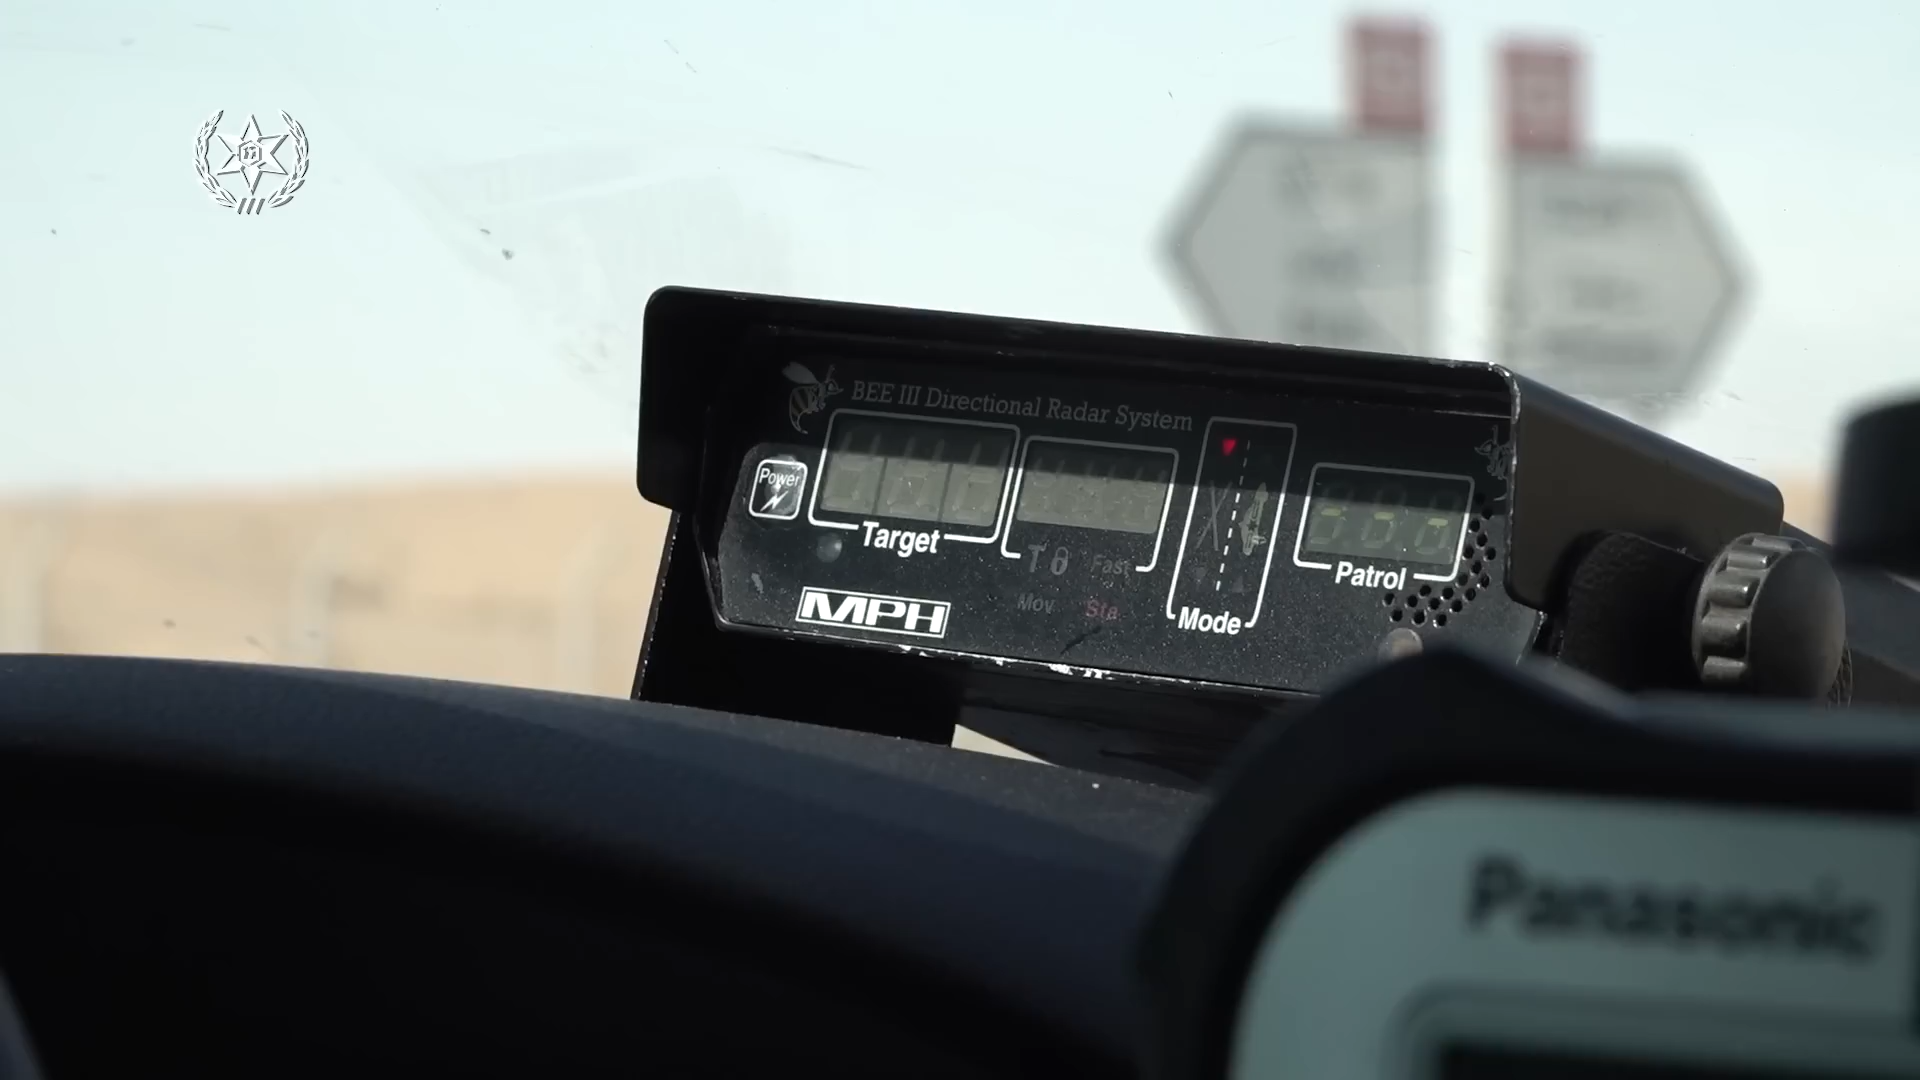 BEE III Directional Radar System
Power
Target
T
Fast
Mov
Sta
Mode
Patrol
MPH
Panasonic